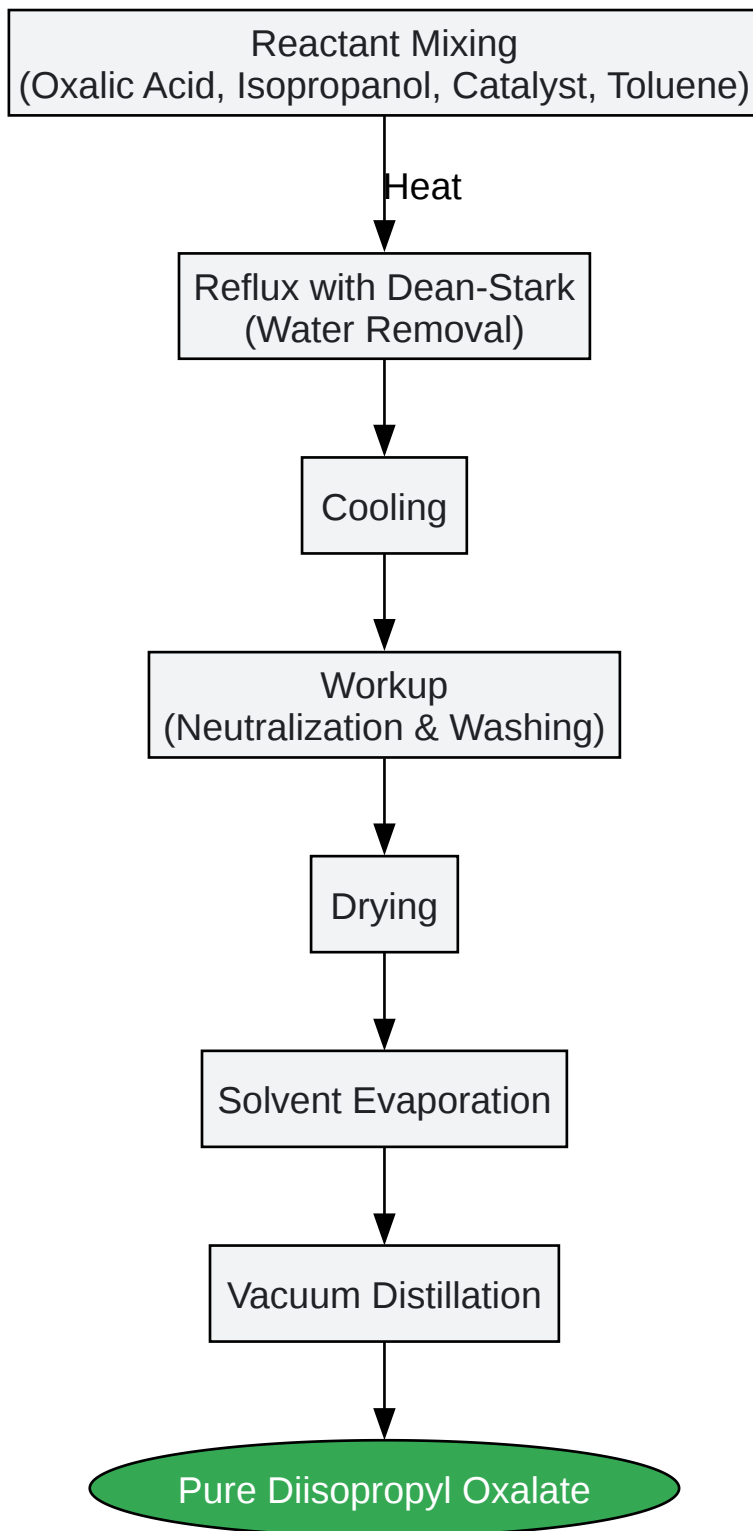 Reactant Mixing
(Oxalic Acid, Isopropanol, Catalyst, Toluene)
Heat
Reflux with Dean-Stark
(Water Removal)
Cooling
Workup
(Neutralization & Washing)
Drying
Solvent Evaporation
Vacuum Distillation
Pure Diisopropyl Oxalate